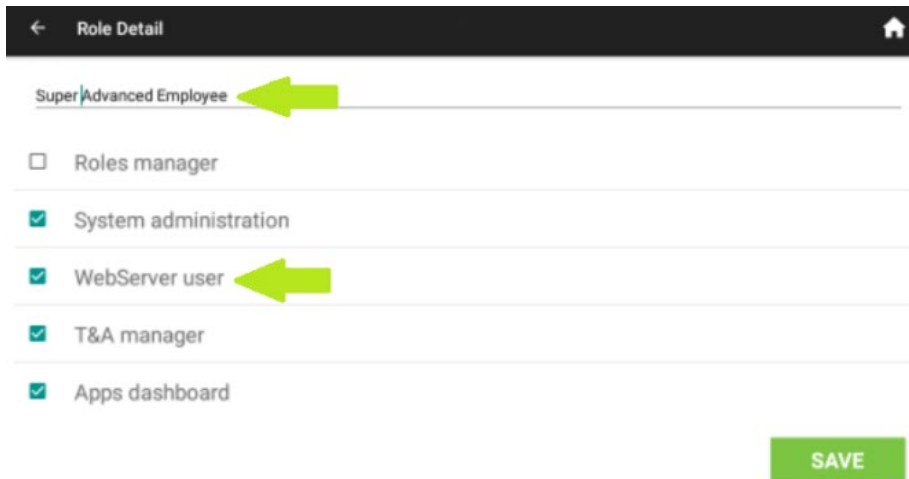 Role Detail
Super Advanced Employee
Roles manager
System administration
WebServer user
T&A manager
Apps dashboard
SAVE